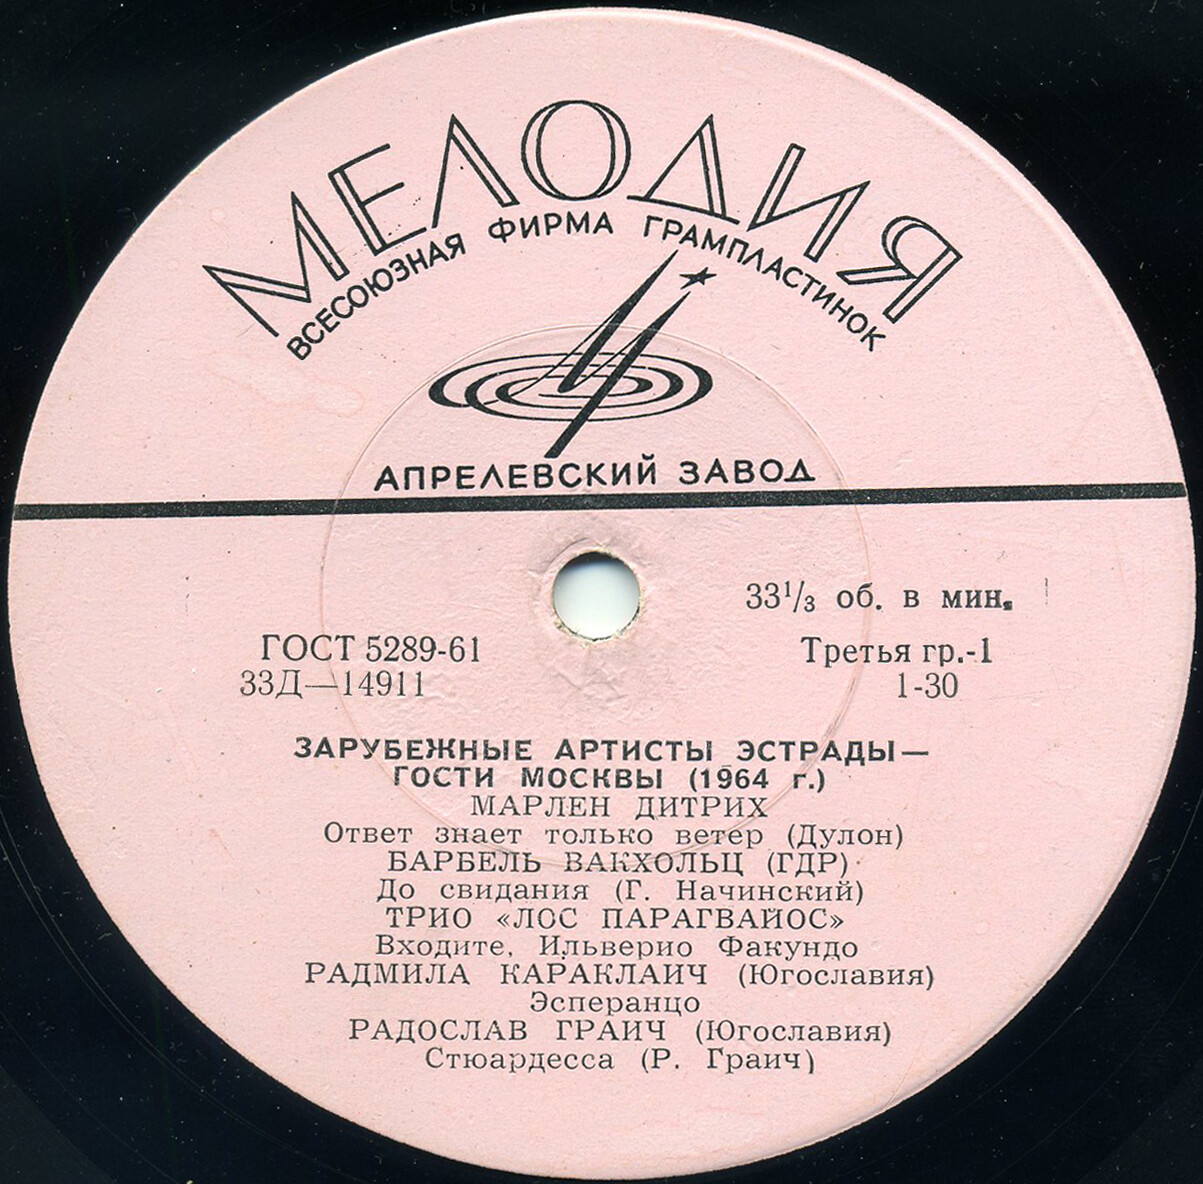 МЕЛОДИЯ
ВСЕСОЮЗНАЯ ФИРМА ГРАМПЛАСТИНОК
АПРЕЛЕВСКИЙ ЗАВОД
33 1/3 об. в мин.
ГОСТ 5289-61
Третья гр.-1
33Д—14911
1-30
ЗАРУБЕЖНЫЕ АРТИСТЫ ЭСТРАДЫ—
ГОСТИ МОСКВЫ (1964 г.)
МАРЛЕН ДИТРИХ
Ответ знает только ветер (Дулон)
БАРБЕЛЬ ВАКХОЛЬЦ (ГДР)
До свидания (Г. Начинский)
ТРИО «ЛОС ПАРАГВАЙОС»
Входите, Ильверио Факундо
РАДМИЛА КАРАКЛАИЧ (Югославия)
Эсперанцо
РАДОСЛАВ ГРАИЧ (Югославия)
Стюардесса (Р. Граич)